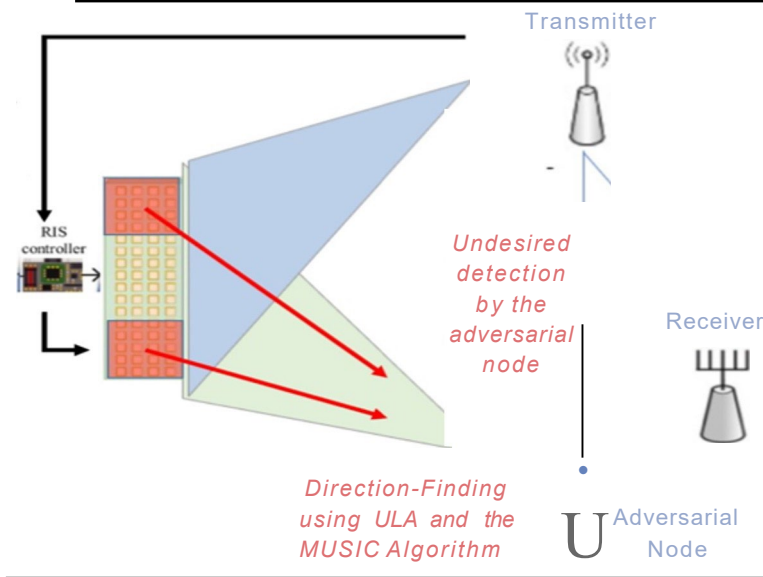 Transmitter
RIS
controller
Undesired
detection
by the
adversarial
node
Receiver
Direction-Finding
using ULA and the
MUSIC Algorithm
U
Adversarial
Node